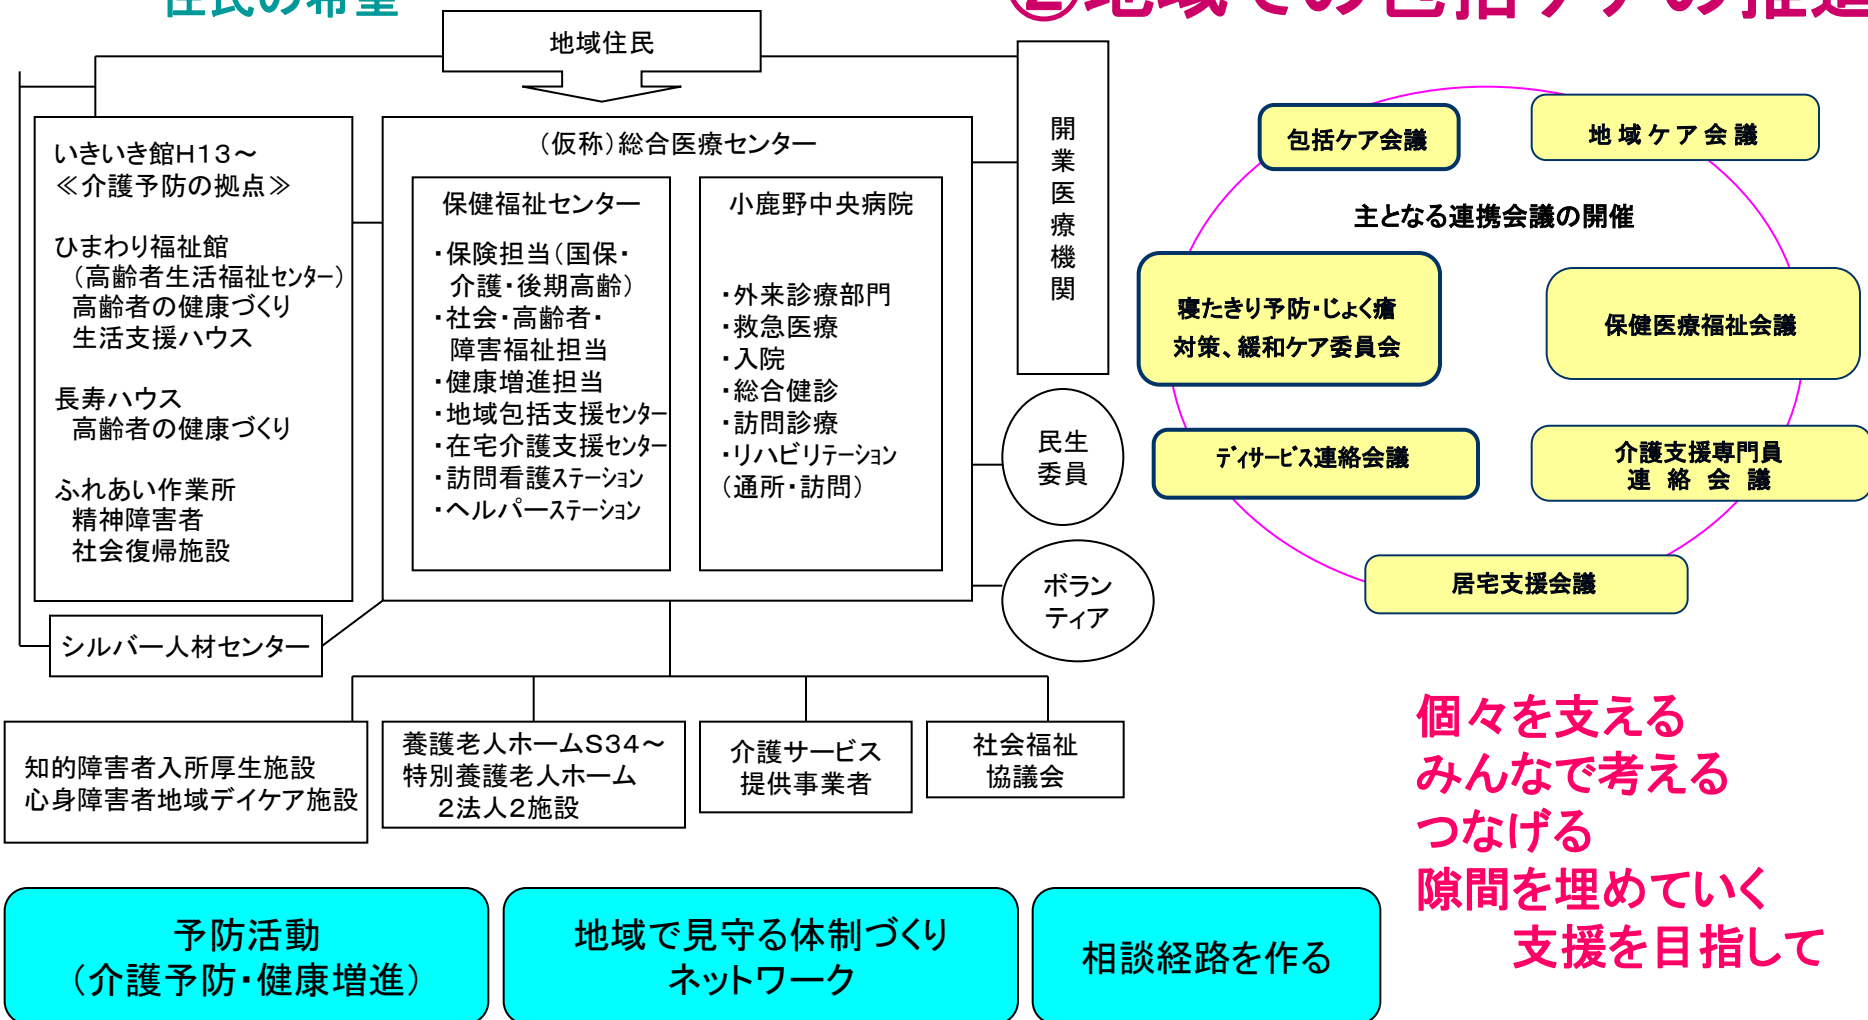 住民の希望
②地域での包括ケアの推進
地域住民
いきいき館H13～
≪介護予防の拠点≫
ひまわり福祉館
（高齢者生活福祉センター）
高齢者の健康づくり
生活支援ハウス
長寿ハウス
高齢者の健康づくり
ふれあい作業所
精神障害者
社会復帰施設
シルバー人材センター
（仮称）総合医療センター
保健福祉センター
・保険担当（国保・
介護・後期高齢）
・社会・高齢者・
障害福祉担当
・健康増進担当
・地域包括支援センター
・在宅介護支援センター
・訪問看護ステーション
・ヘルパーステーション
小鹿野中央病院
・外来診療部門
・救急医療
・入院
・総合健診
・訪問診療
・リハビリテーション
（通所・訪問）
開業医療機関
民生
委員
ボラン
ティア
知的障害者入所厚生施設
心身障害者地域デイケア施設
養護老人ホームS34～
特別養護老人ホーム
2法人2施設
介護サービス
提供事業者
社会福祉
協議会
包括ケア会議
地域ケア会議
主となる連携会議の開催
寝たきり予防・じょく瘡
対策、緩和ケア委員会
保健医療福祉会議
デイサービス連絡会議
介護支援専門員
連絡会議
居宅支援会議
個々を支える
みんなで考える
つなげる
隙間を埋めていく
支援を目指して
予防活動
（介護予防・健康増進）
地域で見守る体制づくり
ネットワーク
相談経路を作る